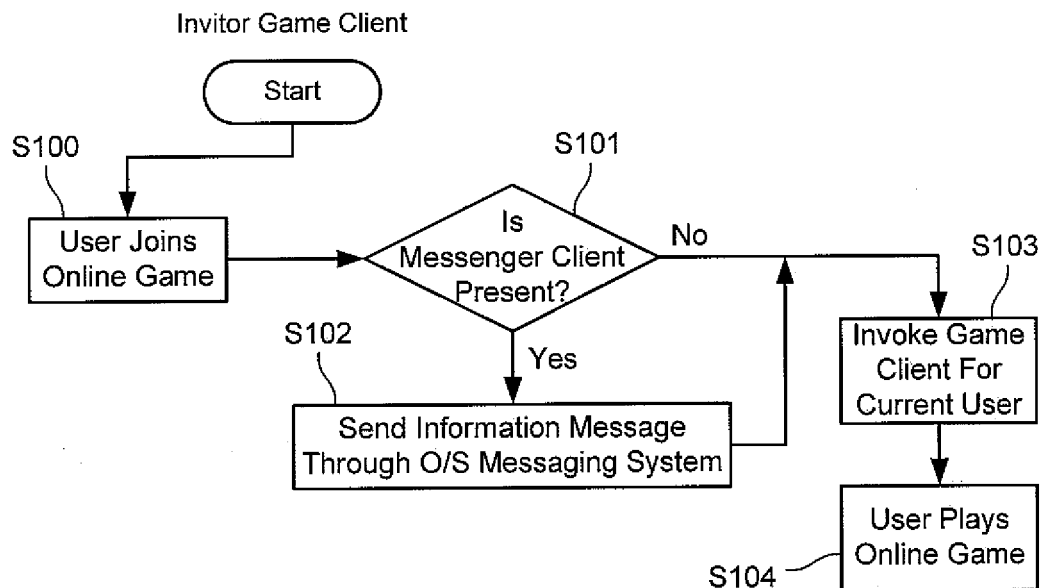 Invitor Game Client
Start
S100
User Joins
Online Game
S101
Is
Messenger Client
Present?
No
Yes
S102
Send Information Message
Through O/S Messaging System
S103
Invoke Game
Client For
Current User
User Plays
Online Game
S104